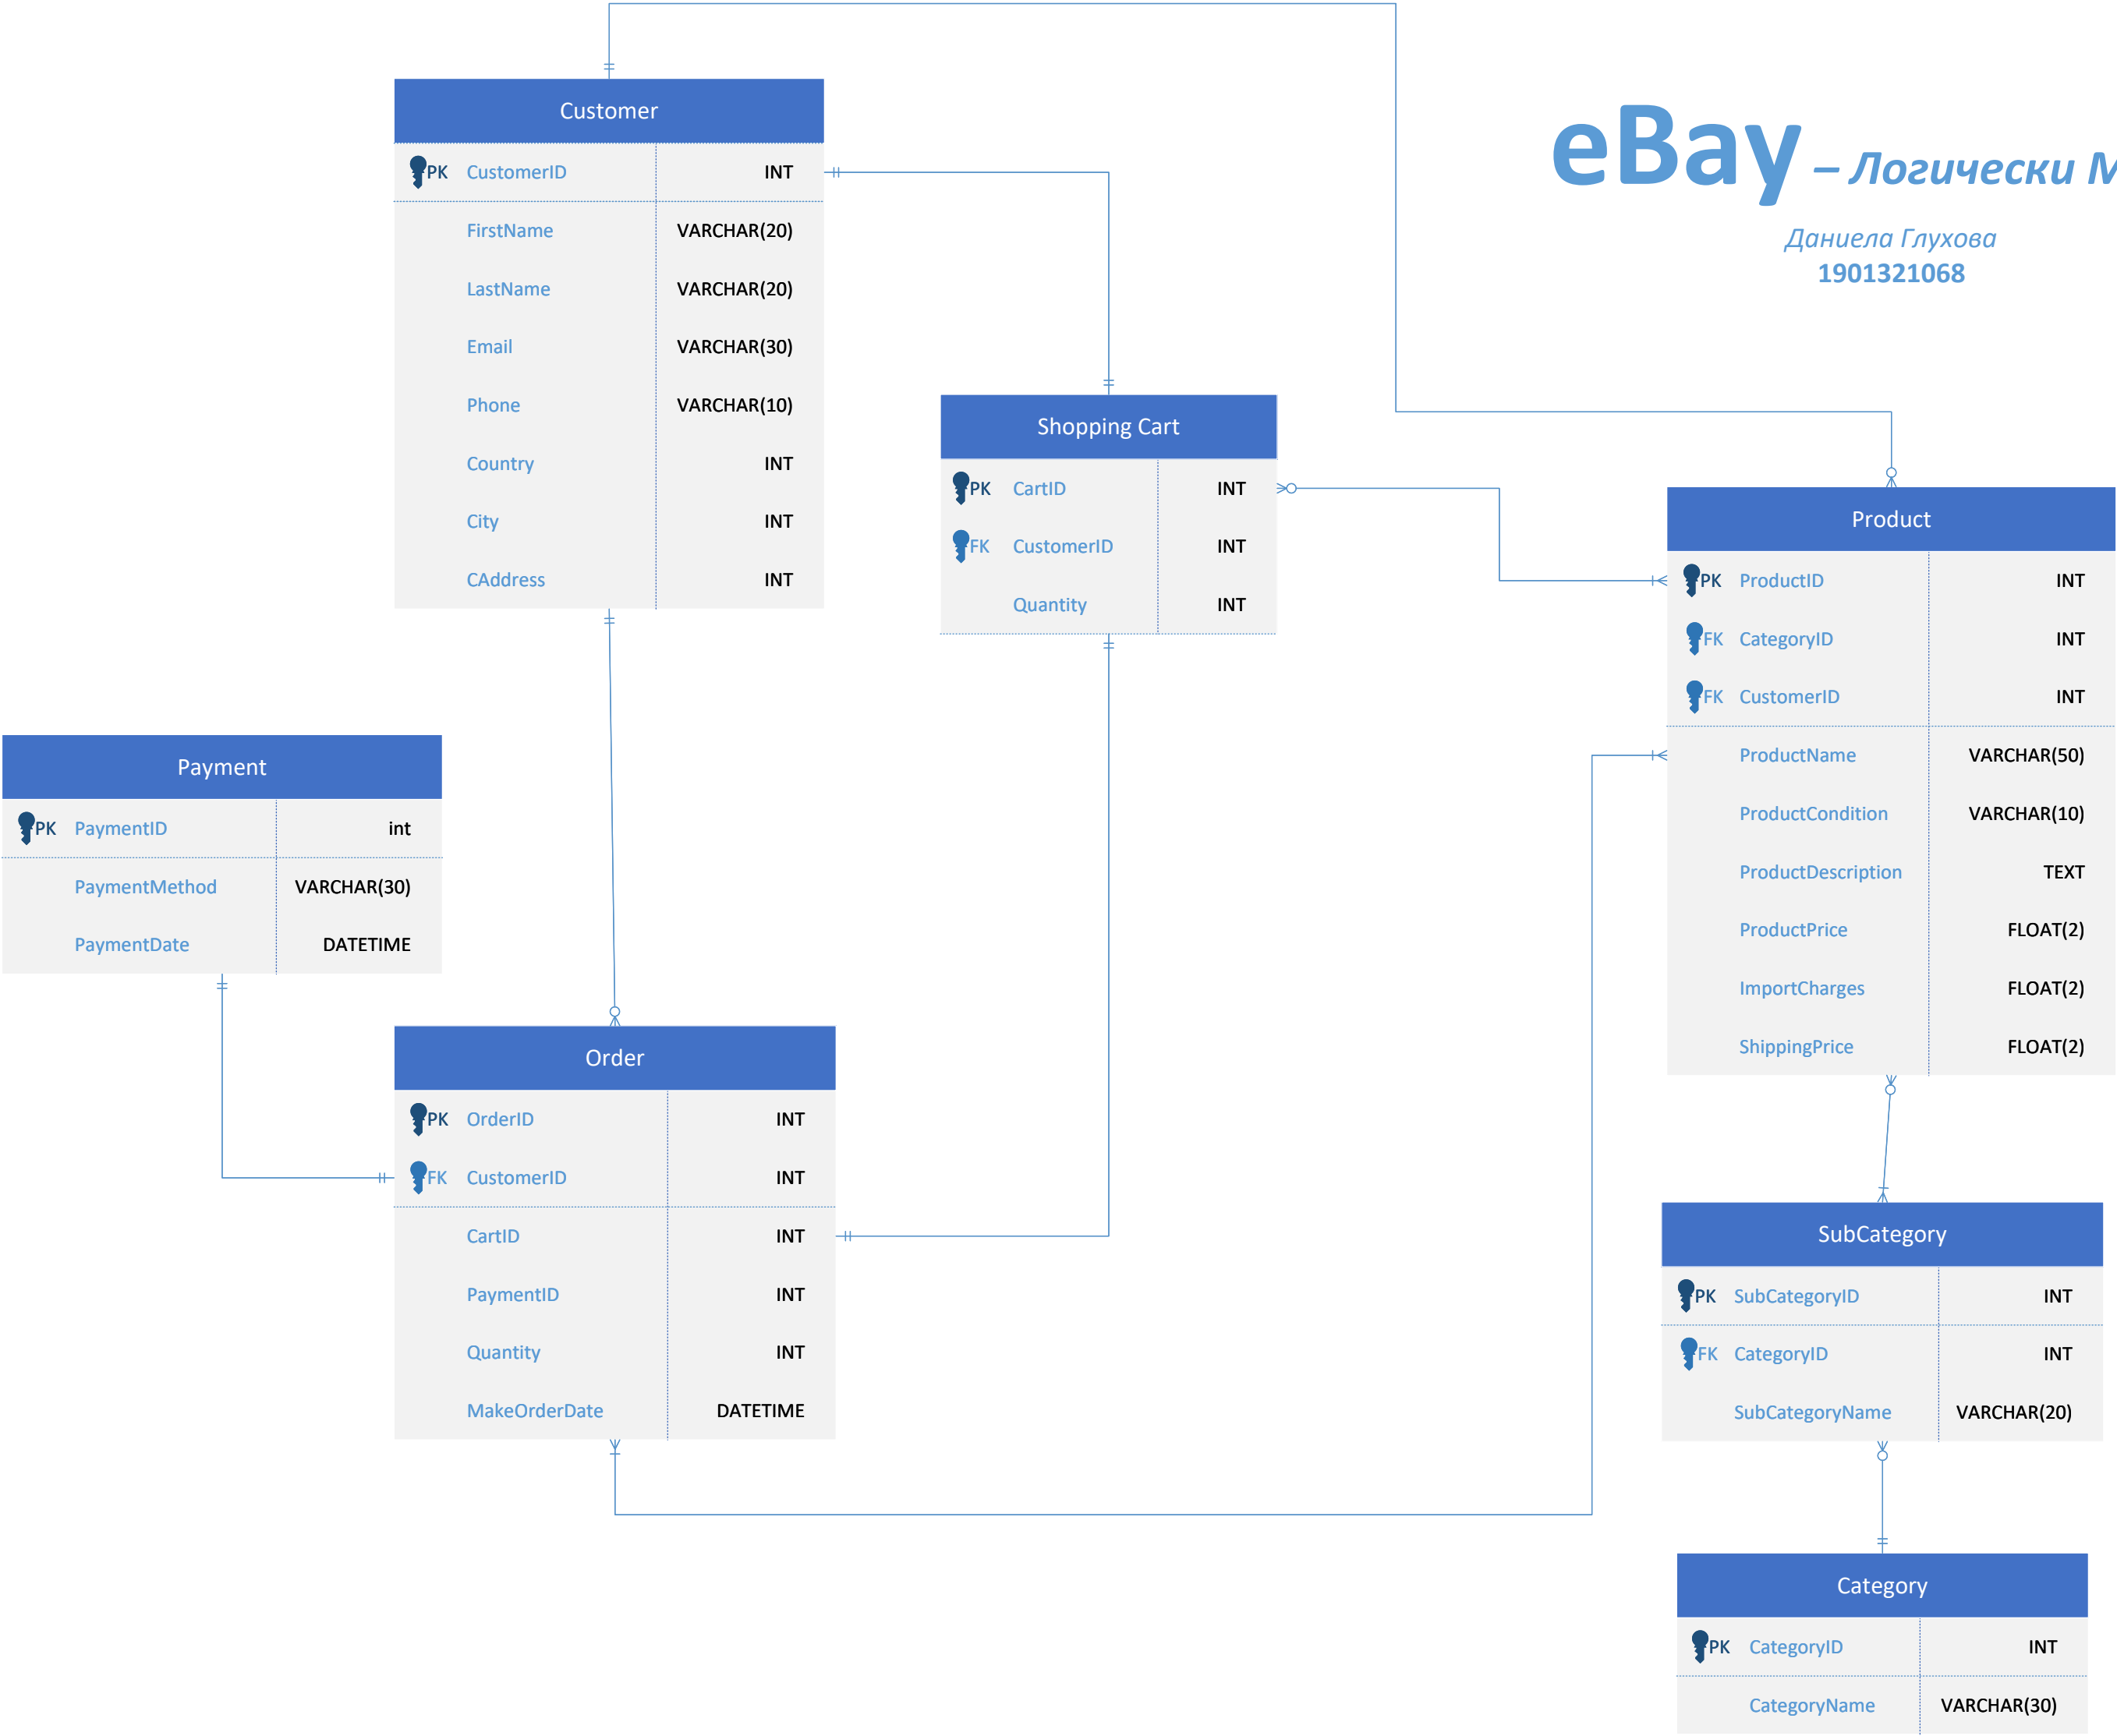 eBay – Логически М
Даниела Глухова
1901321068
Customer
PK CustomerID INT
FirstName VARCHAR(20)
LastName VARCHAR(20)
Email VARCHAR(30)
Phone VARCHAR(10)
Country INT
City INT
CAddress INT
Shopping Cart
PK CartID INT
FK CustomerID INT
Quantity INT
Product
PK ProductID INT
FK CategoryID INT
FK CustomerID INT
ProductName VARCHAR(50)
ProductCondition VARCHAR(10)
ProductDescription TEXT
ProductPrice FLOAT(2)
ImportCharges FLOAT(2)
ShippingPrice FLOAT(2)
Payment
PK PaymentID int
PaymentMethod VARCHAR(30)
PaymentDate DATETIME
Order
PK OrderID INT
FK CustomerID INT
CartID INT
PaymentID INT
Quantity INT
MakeOrderDate DATETIME
SubCategory
PK SubCategoryID INT
FK CategoryID INT
SubCategoryName VARCHAR(20)
Category
PK CategoryID INT
CategoryName VARCHAR(30)